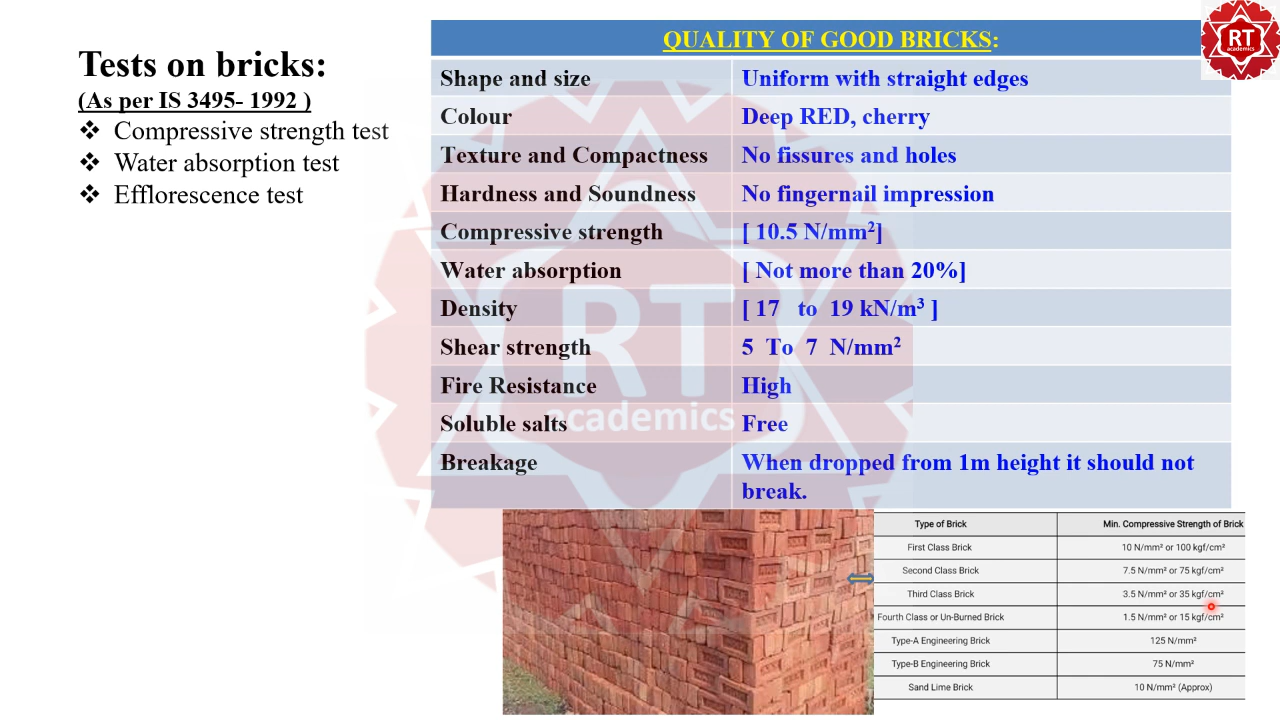 Tests on bricks:
(As per IS 3495- 1992 )
❖ Compressive strength test
❖ Water absorption test
❖ Efflorescence test
QUALITY OF GOOD BRICKS:
Shape and size Uniform with straight edges
Colour Deep RED, cherry
Texture and Compactness No fissures and holes
Hardness and Soundness No fingernail impression
Compressive strength [ 10.5 N/mm²]
Water absorption [ Not more than 20%]
Density [ 17 to 19 kN/m³ ]
Shear strength 5 To 7 N/mm²
Fire Resistance High
Soluble salts Free
Breakage When dropped from 1m height it should not
break.
RT
academics
RT
academics
Type of Brick Min. Compressive Strength of Brick
First Class Brick 10 N/mm² or 100 kgf/cm²
Second Class Brick 7.5 N/mm² or 75 kgf/cm²
Third Class Brick 3.5 N/mm² or 35 kgf/cm²
Fourth Class or Un-Burned Brick 1.5 N/mm² or 15 kgf/cm²
Type-A Engineering Brick 125 N/mm²
Type-B Engineering Brick 75 N/mm²
Sand Lime Brick 10 N/mm² (Approx)